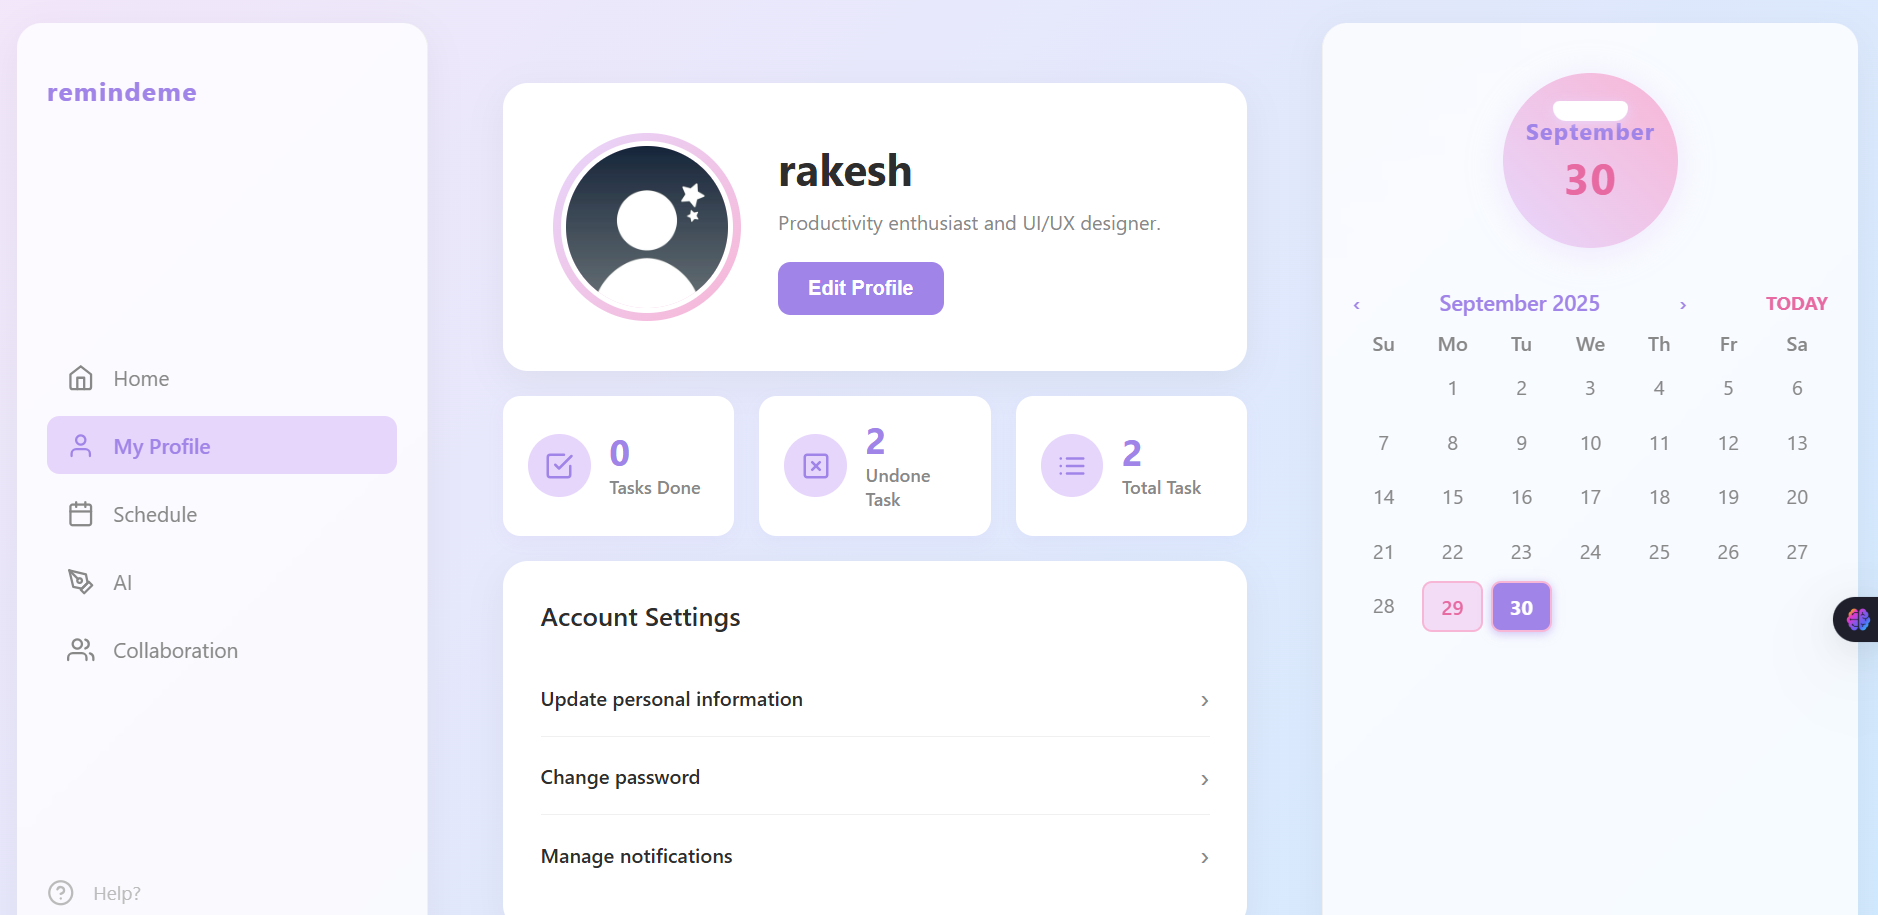 remindeme
Home
My Profile
Schedule
AI
Collaboration
Help?
rakesh
Productivity enthusiast and UI/UX designer.
Edit Profile
0
Tasks Done
2
Undone
Task
2
Total Task
Account Settings
Update personal information
Change password
Manage notifications
September
30
‹ September 2025 › TODAY
Su Mo Tu We Th Fr Sa
1 2 3 4 5 6
7 8 9 10 11 12 13
14 15 16 17 18 19 20
21 22 23 24 25 26 27
28 29 30